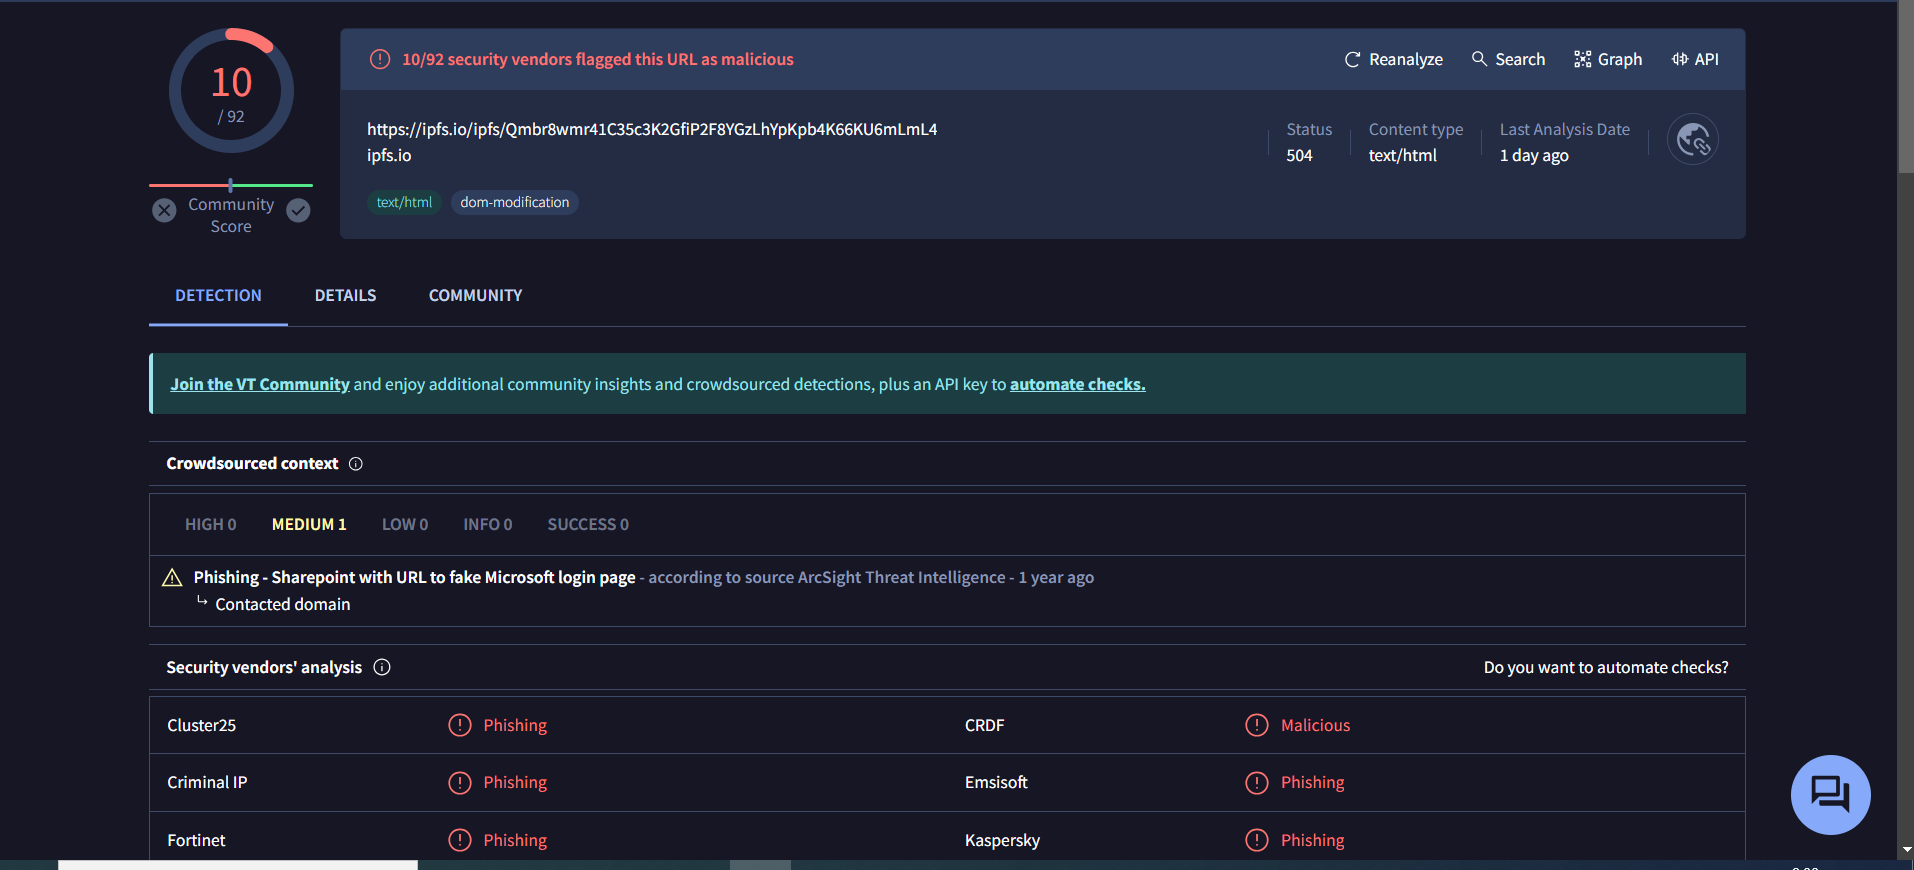 10
/ 92
Community
Score
10/92 security vendors flagged this URL as malicious
Reanalyze
Search
Graph
API
https://ipfs.io/ipfs/Qmbr8wmr41C35c3K2GfiP2F8YGzLhYpKpb4K66KU6mLmL4
ipfs.io
text/html
dom-modification
Status
504
Content type
text/html
Last Analysis Date
1 day ago
DETECTION
DETAILS
COMMUNITY
Join the VT Community and enjoy additional community insights and crowdsourced detections, plus an API key to automate checks.
Crowdsourced context
HIGH 0
MEDIUM 1
LOW 0
INFO 0
SUCCESS 0
Phishing - Sharepoint with URL to fake Microsoft login page - according to source ArcSight Threat Intelligence - 1 year ago
Contacted domain
Security vendors' analysis
Do you want to automate checks?
Cluster25
Phishing
CRDF
Malicious
Criminal IP
Phishing
Emsisoft
Phishing
Fortinet
Phishing
Kaspersky
Phishing